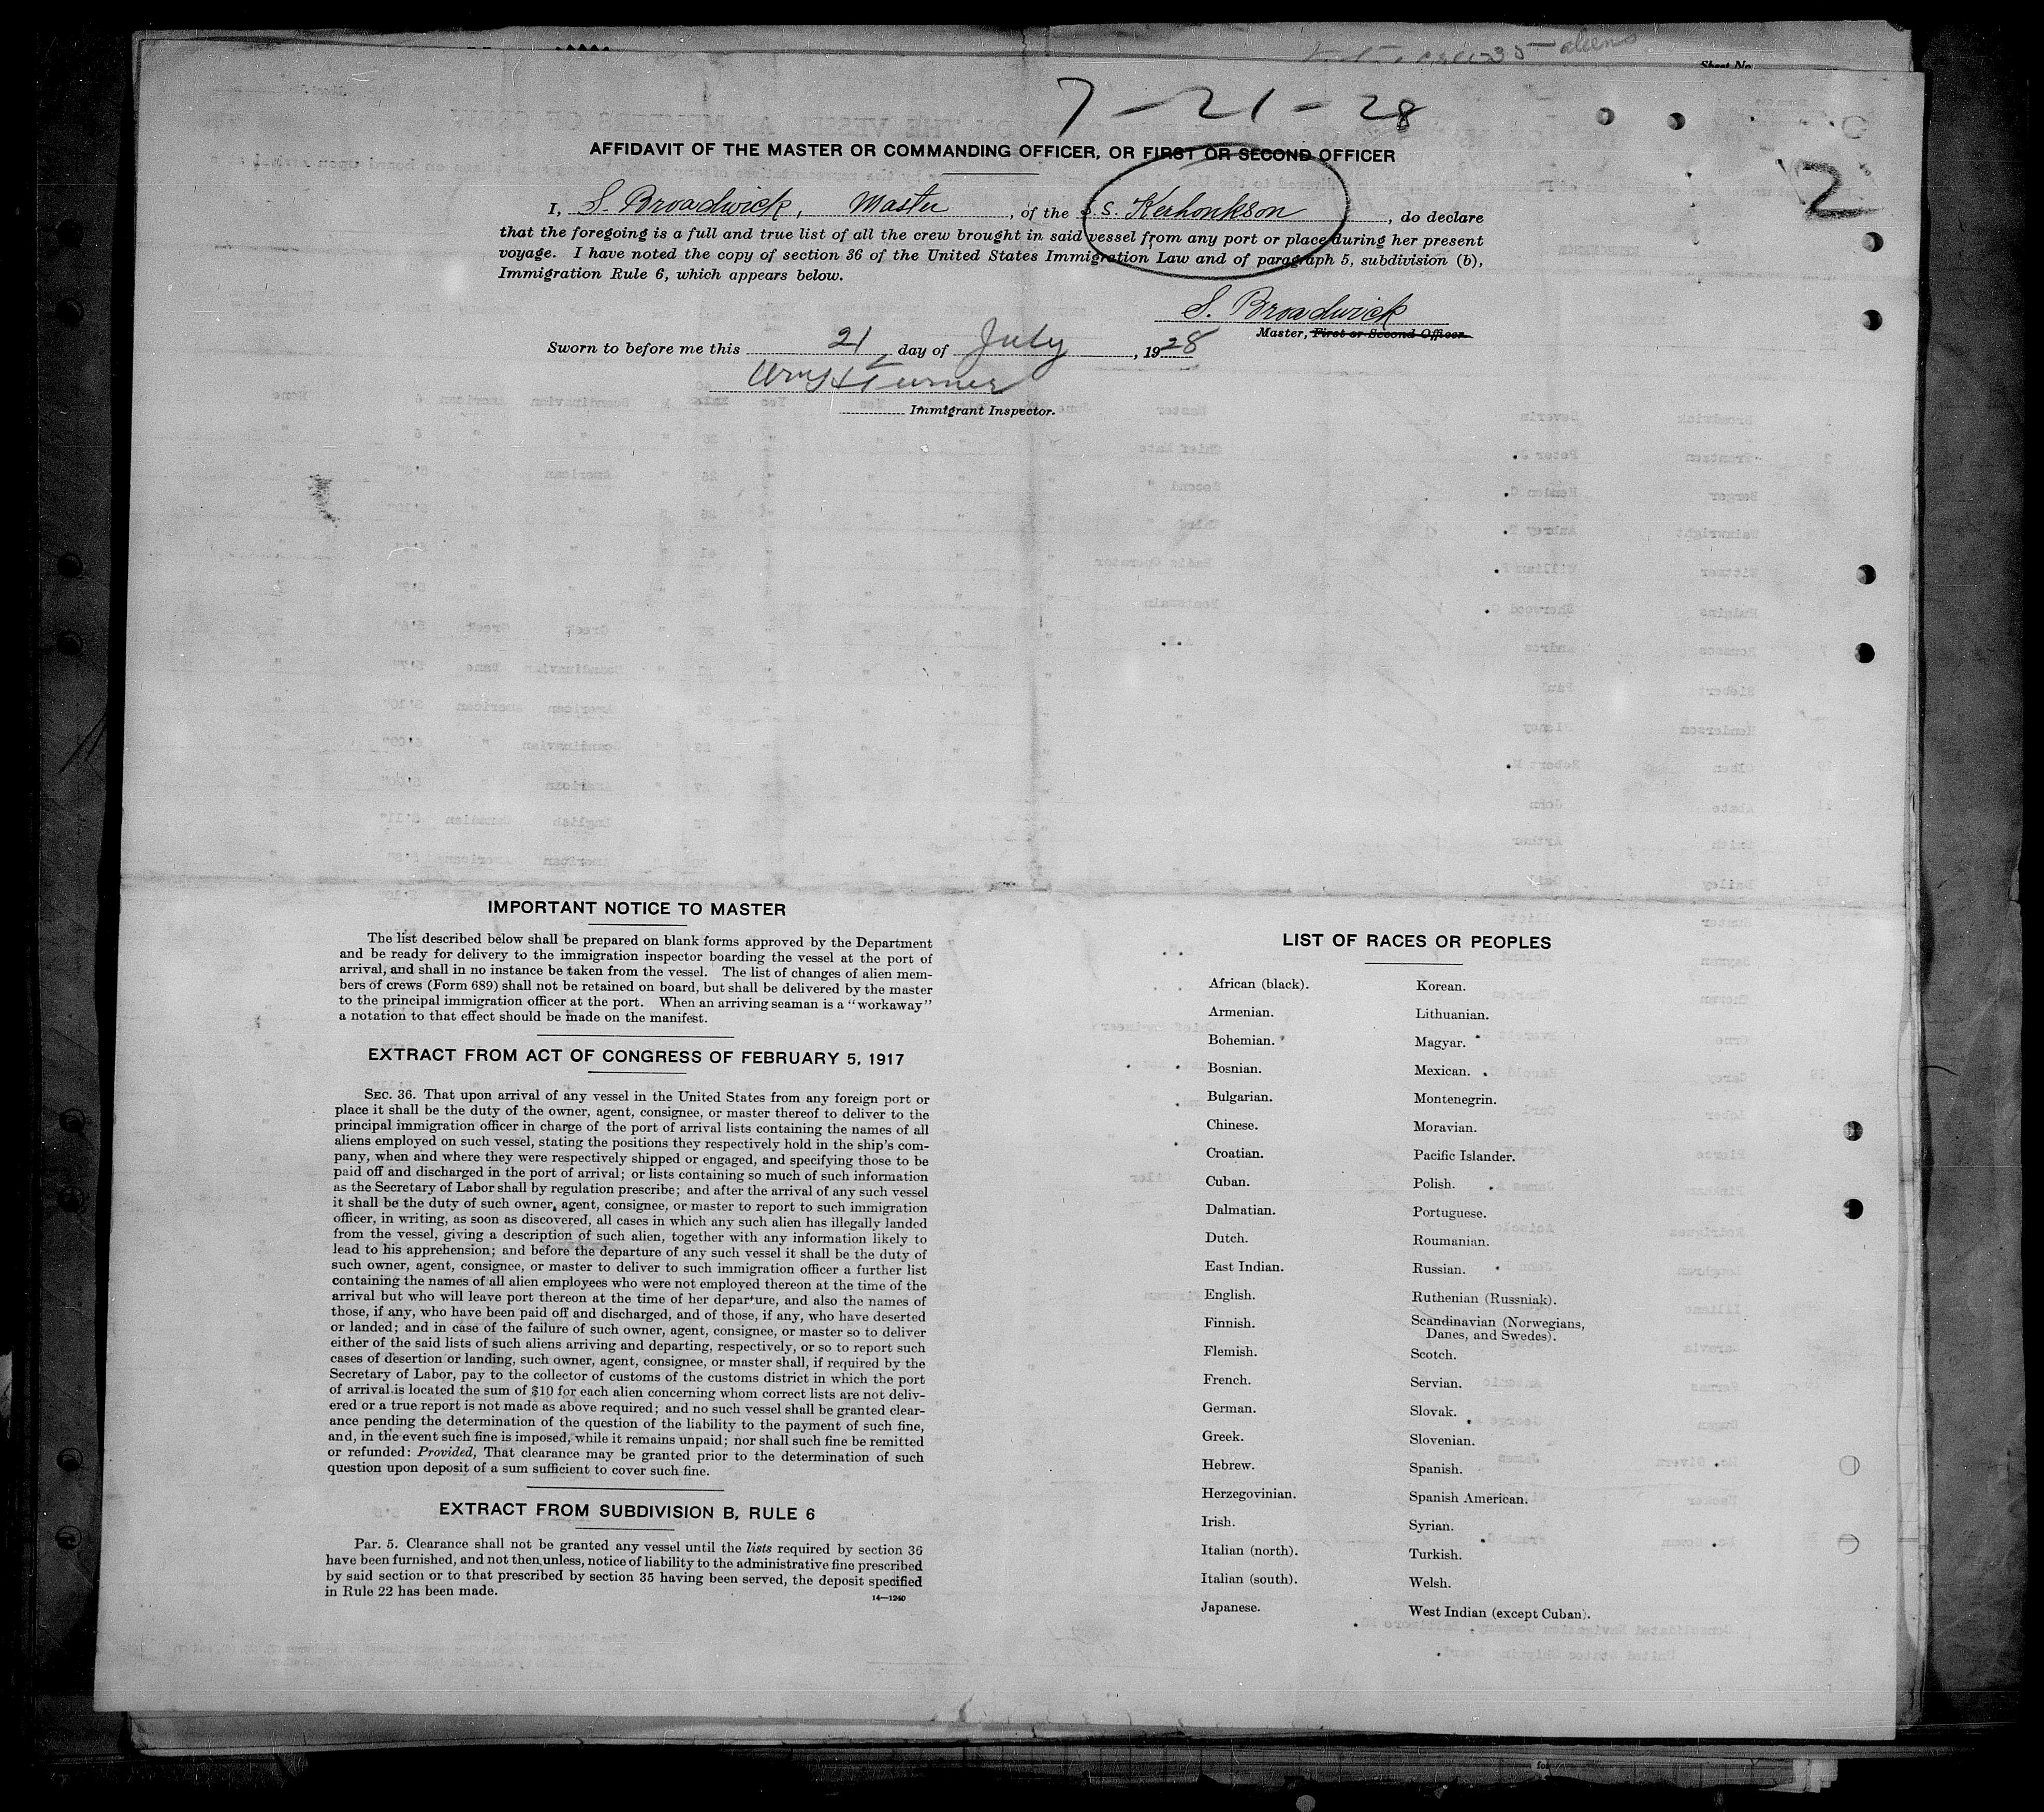 aliens
Sheet No.
7-21-28
2
AFFIDAVIT OF THE MASTER OR COMMANDING OFFICER, OR FIRST OR SECOND OFFICER
I, S. Broadwick, Master, of the S.S. Kerhonkson, do declare
that the foregoing is a full and true list of all the crew brought in said vessel from any port or place during her present
voyage. I have noted the copy of section 36 of the United States Immigration Law and of paragraph 5, subdivision (b),
Immigration Rule 6, which appears below.
S. Broadwick
Master, First or Second Officer.
Sworn to before me this 21 day of July, 1928
Wm H Turner
Immigrant Inspector.
IMPORTANT NOTICE TO MASTER
The list described below shall be prepared on blank forms approved by the Department
and be ready for delivery to the immigration inspector boarding the vessel at the port of
arrival, and shall in no instance be taken from the vessel. The list of changes of alien mem-
bers of crews (Form 689) shall not be retained on board, but shall be delivered by the master
to the principal immigration officer at the port. When an arriving seaman is a "workaway"
a notation to that effect should be made on the manifest.
EXTRACT FROM ACT OF CONGRESS OF FEBRUARY 5, 1917
SEC. 36. That upon arrival of any vessel in the United States from any foreign port or
place it shall be the duty of the owner, agent, consignee, or master thereof to deliver to the
principal immigration officer in charge of the port of arrival lists containing the names of all
aliens employed on such vessel, stating the positions they respectively hold in the ship's com-
pany, when and where they were respectively shipped or engaged, and specifying those to be
paid off and discharged in the port of arrival; or lists containing so much of such information
as the Secretary of Labor shall by regulation prescribe; and after the arrival of any such vessel
it shall be the duty of such owner, agent, consignee, or master to report to such immigration
officer, in writing, as soon as discovered, all cases in which any such alien has illegally landed
from the vessel, giving a description of such alien, together with any information likely to
lead to his apprehension; and before the departure of any such vessel it shall be the duty of
such owner, agent, consignee, or master to deliver to such immigration officer a further list
containing the names of all alien employees who were not employed thereon at the time of the
arrival but who will leave port thereon at the time of her departure, and also the names of
those, if any, who have been paid off and discharged, and of those, if any, who have deserted
or landed; and in case of the failure of such owner, agent, consignee, or master so to deliver
either of the said lists of such aliens arriving and departing, respectively, or so to report such
cases of desertion or landing, such owner, agent, consignee, or master shall, if required by the
Secretary of Labor, pay to the collector of customs of the customs district in which the port
of arrival is located the sum of $10 for each alien concerning whom correct lists are not deliv-
ered or a true report is not made as above required; and no such vessel shall be granted clear-
ance pending the determination of the question of the liability to the payment of such fine,
and, in the event such fine is imposed, while it remains unpaid; nor shall such fine be remitted
or refunded: Provided, That clearance may be granted prior to the determination of such
question upon deposit of a sum sufficient to cover such fine.
EXTRACT FROM SUBDIVISION B, RULE 6
Par. 5. Clearance shall not be granted any vessel until the lists required by section 36
have been furnished, and not then unless, notice of liability to the administrative fine prescribed
by said section or to that prescribed by section 35 having been served, the deposit specified
in Rule 22 has been made.
14—1240
LIST OF RACES OR PEOPLES
African (black).
Armenian.
Bohemian.
Bosnian.
Bulgarian.
Chinese.
Croatian.
Cuban.
Dalmatian.
Dutch.
East Indian.
English.
Finnish.
Flemish.
French.
German.
Greek.
Hebrew.
Herzegovinian.
Irish.
Italian (north).
Italian (south).
Japanese.
Korean.
Lithuanian.
Magyar.
Mexican.
Montenegrin.
Moravian.
Pacific Islander.
Polish.
Portuguese.
Roumanian.
Russian.
Ruthenian (Russniak).
Scandinavian (Norwegians,
Danes, and Swedes).
Scotch.
Servian.
Slovak.
Slovenian.
Spanish.
Spanish American.
Syrian.
Turkish.
Welsh.
West Indian (except Cuban).
for